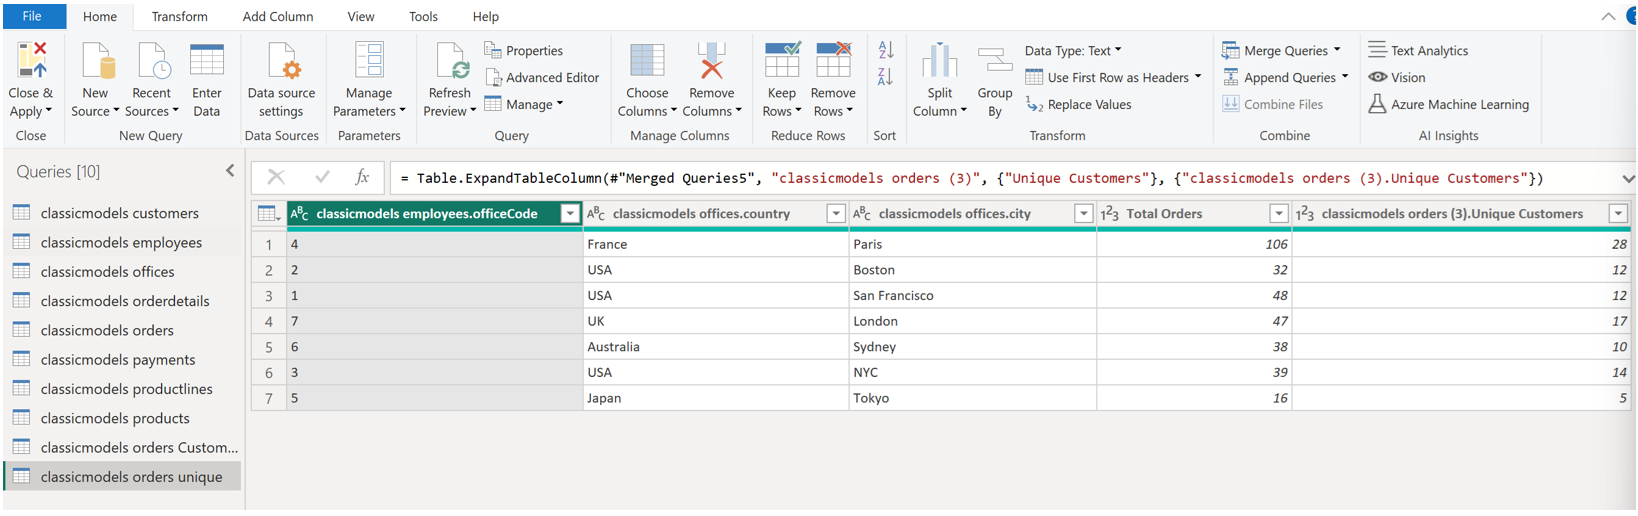 File Home Transform Add Column View Tools Help
Close & Apply
New Source
Recent Sources
Enter Data
Data source settings
Manage Parameters
Refresh Preview
Properties
Advanced Editor
Manage
Choose Columns
Remove Columns
Keep Rows
Remove Rows
Split Column
Group By
Data Type: Text
Use First Row as Headers
Replace Values
Merge Queries
Append Queries
Combine Files
Text Analytics
Vision
Azure Machine Learning
Close New Query Data Sources Parameters Query Manage Columns Reduce Rows Sort Transform Combine AI Insights
Queries [10]
classicmodels customers
classicmodels employees
classicmodels offices
classicmodels orderdetails
classicmodels orders
classicmodels payments
classicmodels productlines
classicmodels products
classicmodels orders Custom...
classicmodels orders unique
fx = Table.ExpandTableColumn(#"Merged Queries5", "classicmodels orders (3)", {"Unique Customers"}, {"classicmodels orders (3).Unique Customers"})
ABC classicmodels employees.officeCode ABC classicmodels offices.country ABC classicmodels offices.city 123 Total Orders 123 classicmodels orders (3).Unique Customers
1 4 France Paris 106 28
2 2 USA Boston 32 12
3 1 USA San Francisco 48 12
4 7 UK London 47 17
5 6 Australia Sydney 38 10
6 3 USA NYC 39 14
7 5 Japan Tokyo 16 5